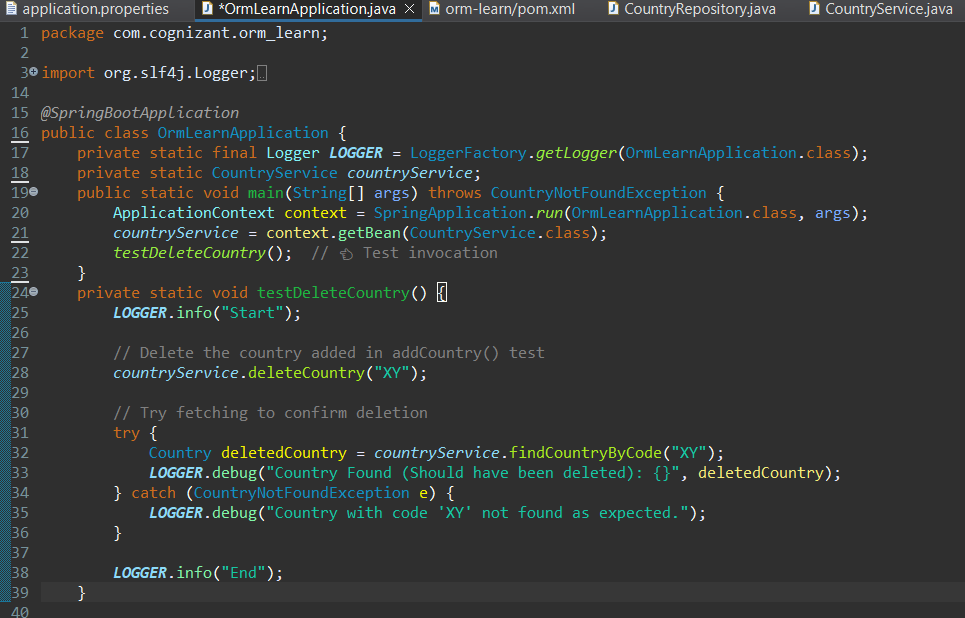 application.properties *OrmLearnApplication.java orm-learn/pom.xml CountryRepository.java CountryService.java
1 package com.cognizant.orm_learn;
2
3 import org.slf4j.Logger;
14
15 @SpringBootApplication
16 public class OrmLearnApplication {
17 private static final Logger LOGGER = LoggerFactory.getLogger(OrmLearnApplication.class);
18 private static CountryService countryService;
19 public static void main(String[] args) throws CountryNotFoundException {
20 ApplicationContext context = SpringApplication.run(OrmLearnApplication.class, args);
21 countryService = context.getBean(CountryService.class);
22 testDeleteCountry(); // 👈 Test invocation
23 }
24 private static void testDeleteCountry() {
25 LOGGER.info("Start");
26
27 // Delete the country added in addCountry() test
28 countryService.deleteCountry("XY");
29
30 // Try fetching to confirm deletion
31 try {
32 Country deletedCountry = countryService.findCountryByCode("XY");
33 LOGGER.debug("Country Found (Should have been deleted): {}", deletedCountry);
34 } catch (CountryNotFoundException e) {
35 LOGGER.debug("Country with code 'XY' not found as expected.");
36 }
37
38 LOGGER.info("End");
39 }
40